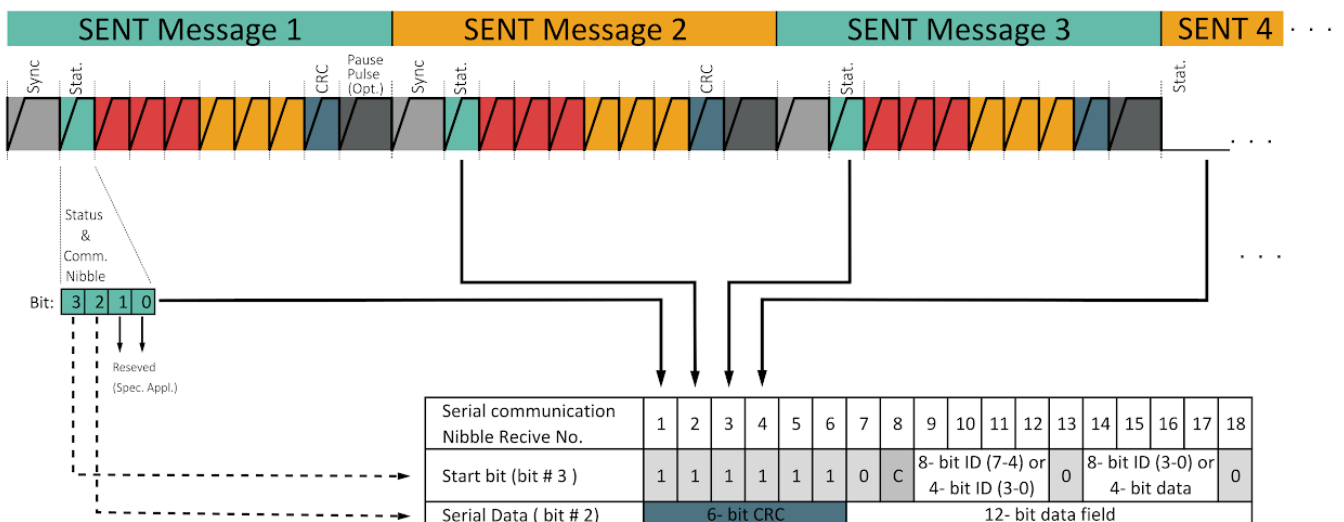 SENT Message 1 SENT Message 2 SENT Message 3 SENT 4 . . .
Sync Stat. CRC Pause Pulse (Opt.) Sync Stat. CRC Stat. Stat.
. . .
Status
&
Comm.
Nibble
. . .
Bit: 3 2 1 0
Reseved
(Spec. Appl.)
Serial communication
Nibble Recive No. 1 2 3 4 5 6 7 8 9 10 11 12 13 14 15 16 17 18
Start bit (bit # 3 ) 1 1 1 1 1 1 0 C 8- bit ID (7-4) or 4- bit ID (3-0) 0 8- bit ID (3-0) or 4- bit data 0
Serial Data ( bit # 2) 6- bit CRC 12- bit data field